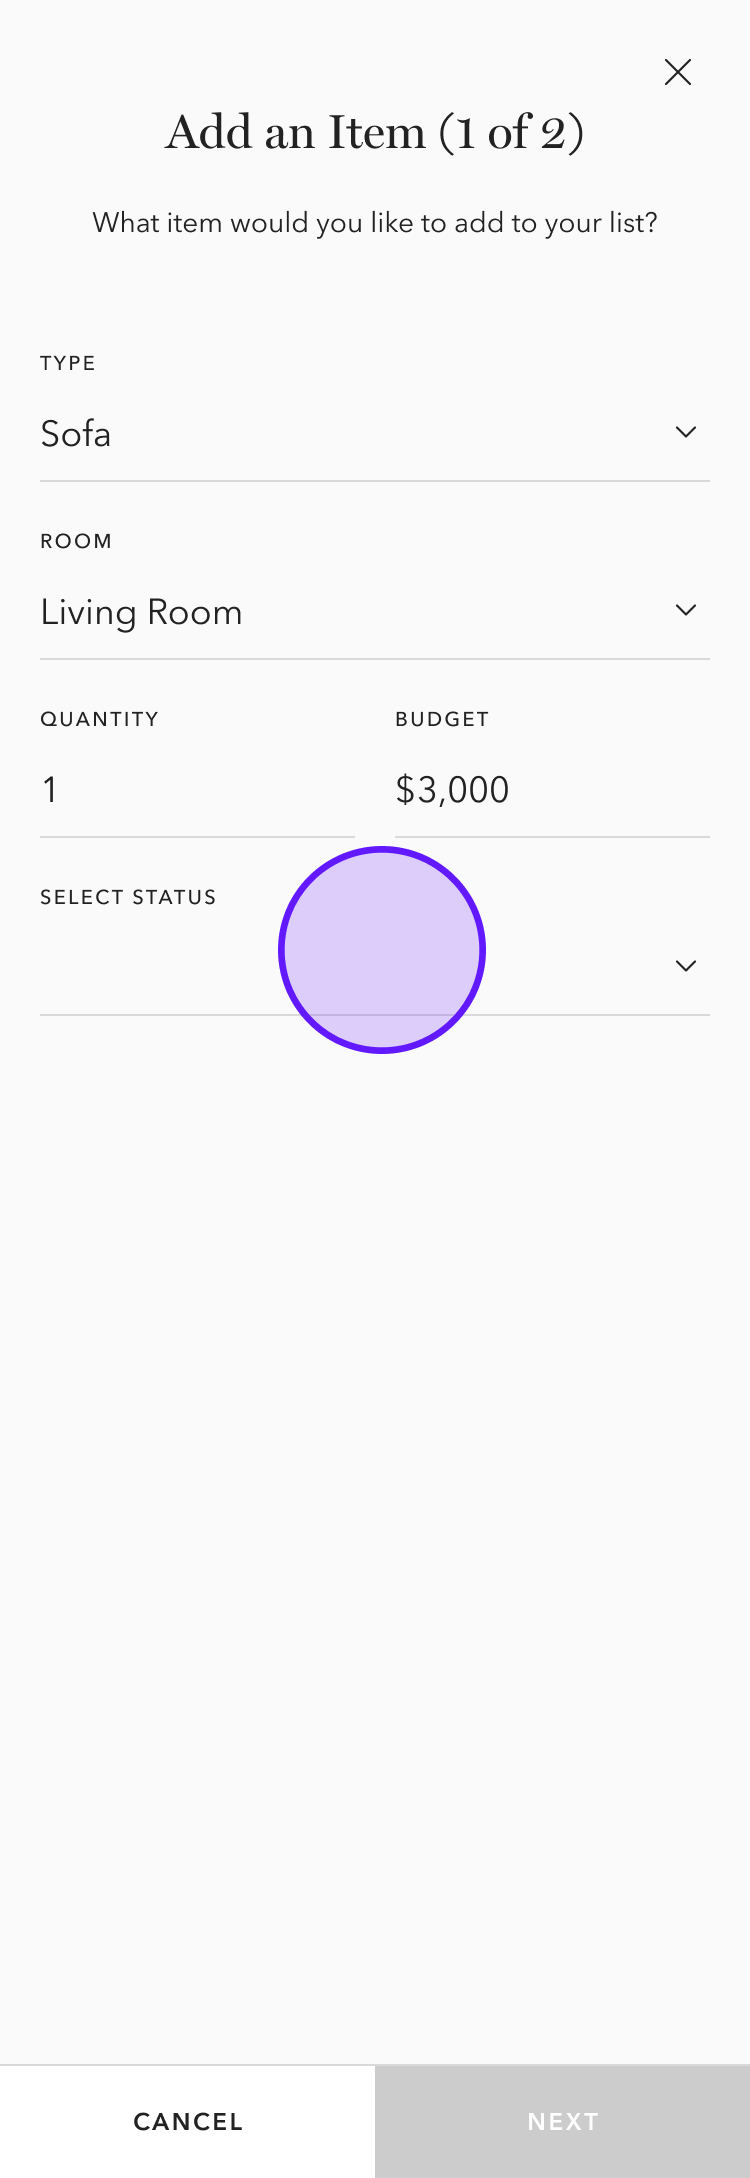 Add an Item (1 of 2)
What item would you like to add to your list?
TYPE
Sofa
ROOM
Living Room
QUANTITY
BUDGET
1
$3,000
SELECT STATUS
CANCEL
NEXT